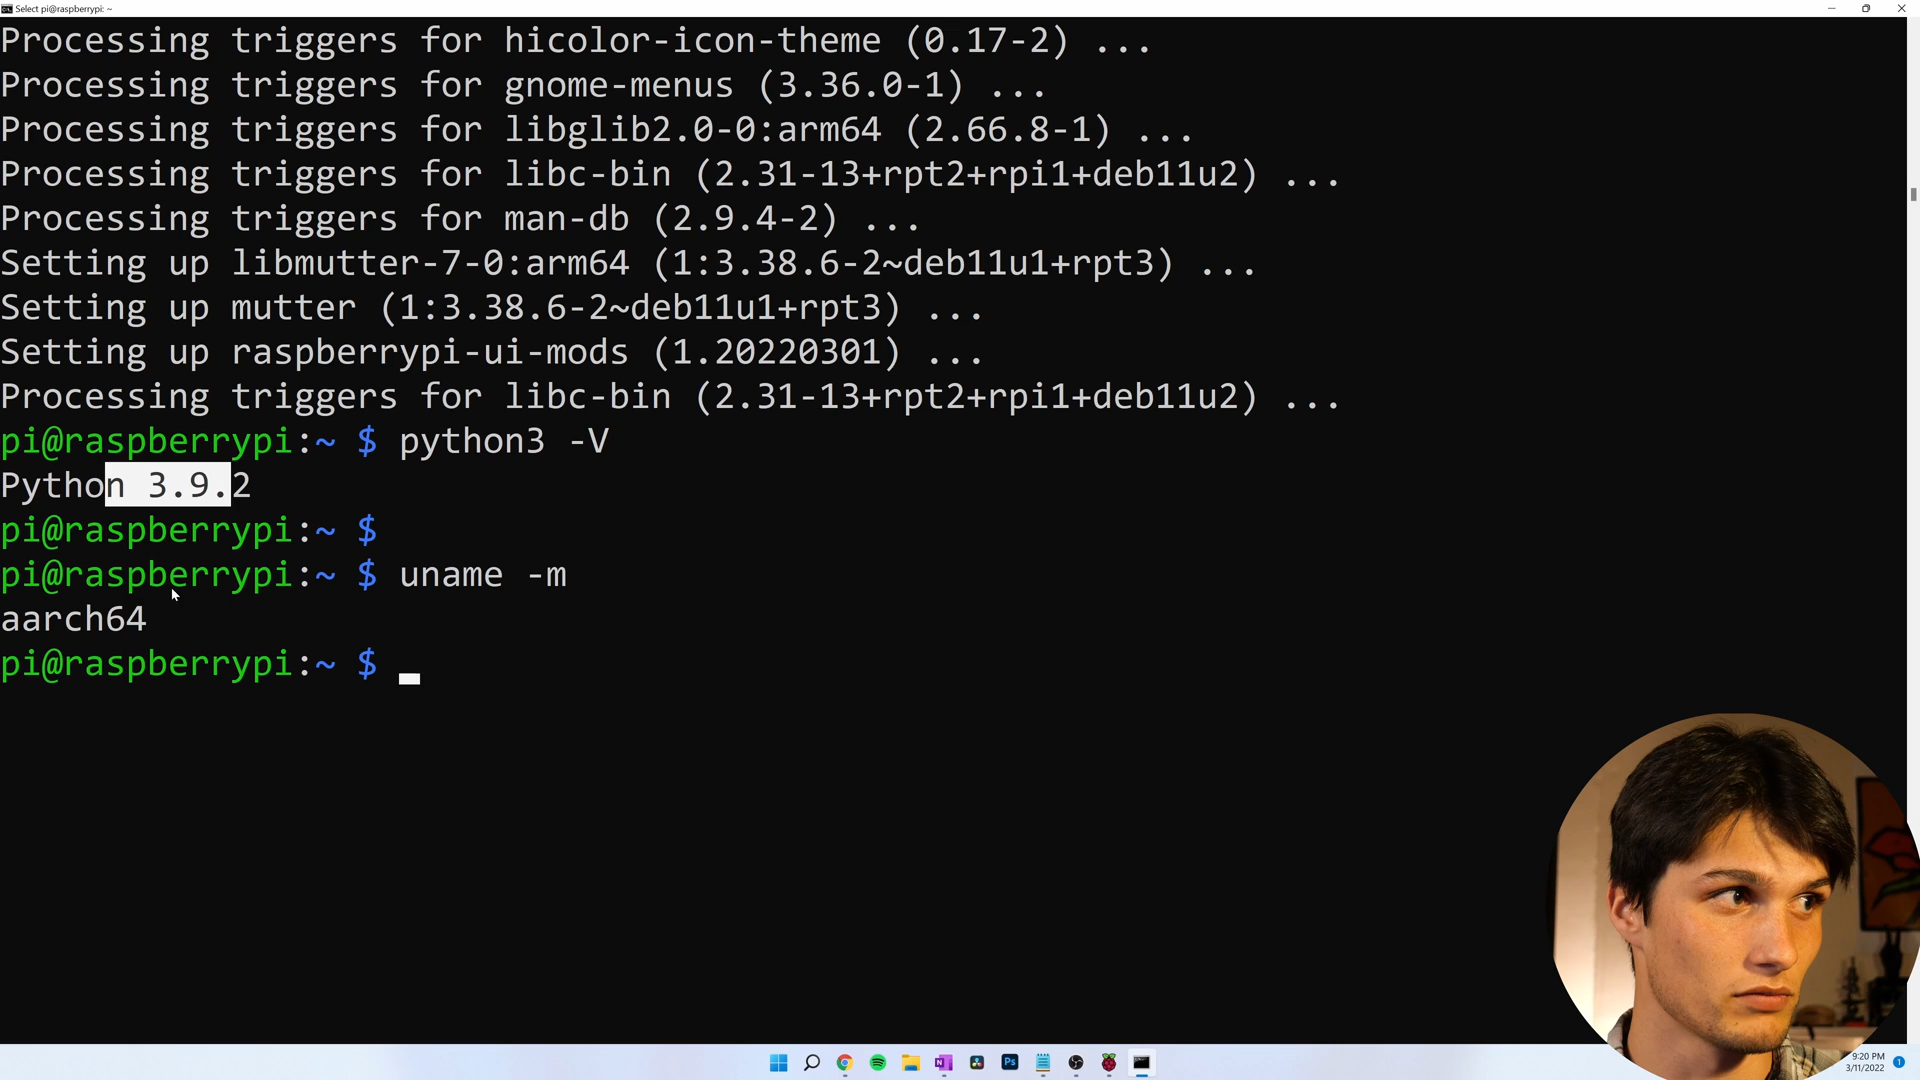 Select pi@raspberrypi: ~
Processing triggers for hicolor-icon-theme (0.17-2) ...
Processing triggers for gnome-menus (3.36.0-1) ...
Processing triggers for libglib2.0-0:arm64 (2.66.8-1) ...
Processing triggers for libc-bin (2.31-13+rpt2+rpi1+deb11u2) ...
Processing triggers for man-db (2.9.4-2) ...
Setting up libmutter-7-0:arm64 (1:3.38.6-2~deb11u1+rpt3) ...
Setting up mutter (1:3.38.6-2~deb11u1+rpt3) ...
Setting up raspberrypi-ui-mods (1.20220301) ...
Processing triggers for libc-bin (2.31-13+rpt2+rpi1+deb11u2) ...
pi@raspberrypi:~ $ python3 -V
Python 3.9.2
pi@raspberrypi:~ $
pi@raspberrypi:~ $ uname -m
aarch64
pi@raspberrypi:~ $
Ps
9:20 PM
3/11/2022
1